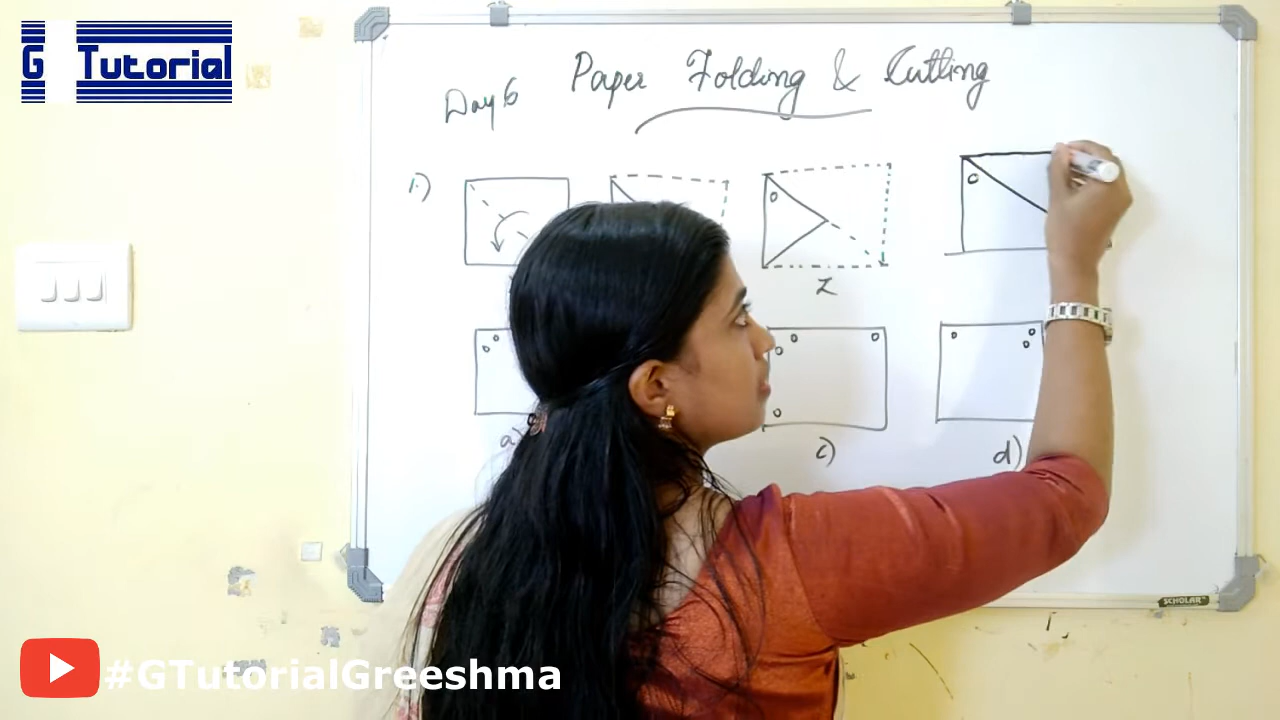 G Tutorial
Paper Folding & Cutting
Day 6
1.)
Z
a)
c)
d)
SCHOLAR
#GTutorialGreeshma